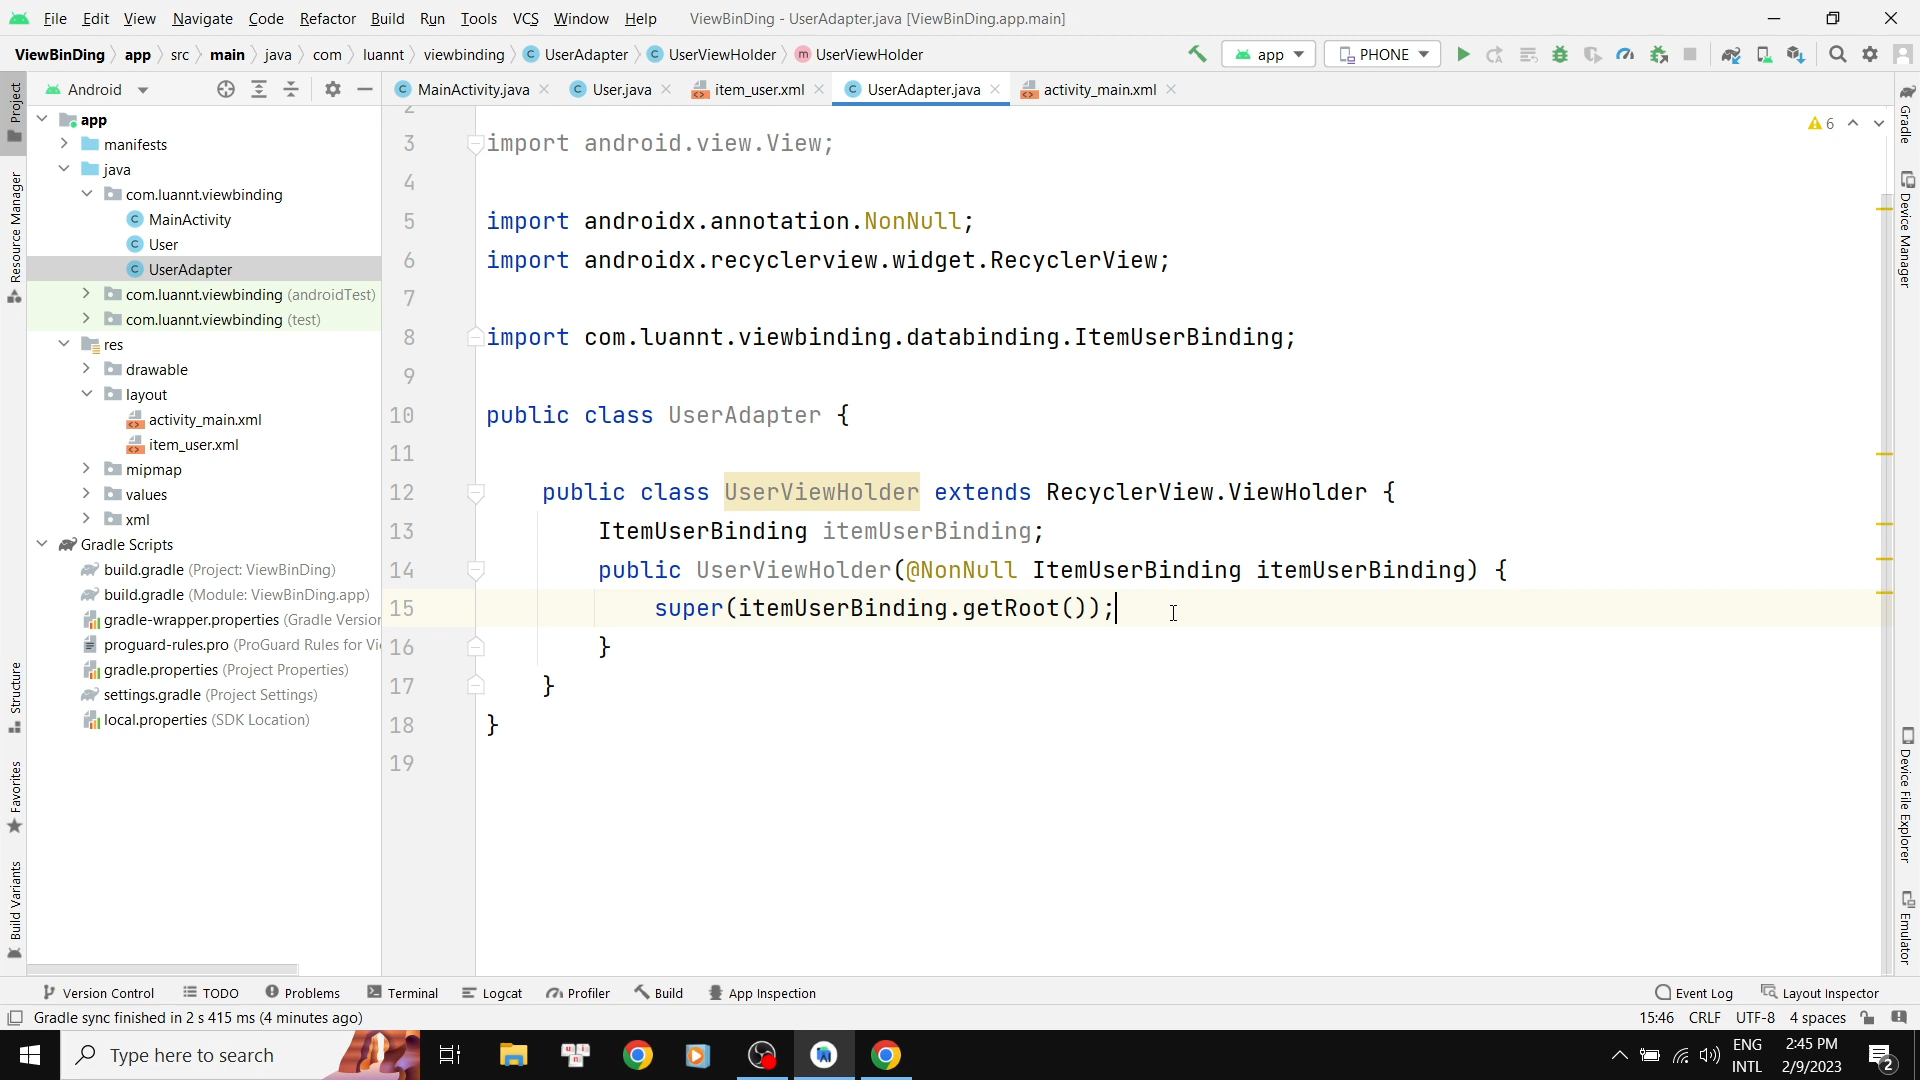 File Edit View Navigate Code Refactor Build Run Tools VCS Window Help ViewBinDing - UserAdapter.java [ViewBinDing.app.main]
ViewBinDing app src main java com luannt viewbinding UserAdapter UserViewHolder UserViewHolder app PHONE
Android MainActivity.java User.java item_user.xml UserAdapter.java activity_main.xml
Project
Resource Manager
Structure
Favorites
Build Variants
app
manifests
java
com.luannt.viewbinding
MainActivity
User
UserAdapter
com.luannt.viewbinding (androidTest)
com.luannt.viewbinding (test)
res
drawable
layout
activity_main.xml
item_user.xml
mipmap
values
xml
Gradle Scripts
build.gradle (Project: ViewBinDing)
build.gradle (Module: ViewBinDing.app)
gradle-wrapper.properties (Gradle Version
proguard-rules.pro (ProGuard Rules for Vi
gradle.properties (Project Properties)
settings.gradle (Project Settings)
local.properties (SDK Location)
6
3 import android.view.View;
4
5 import androidx.annotation.NonNull;
6 import androidx.recyclerview.widget.RecyclerView;
7
8 import com.luannt.viewbinding.databinding.ItemUserBinding;
9
10 public class UserAdapter {
11
12 public class UserViewHolder extends RecyclerView.ViewHolder {
13 ItemUserBinding itemUserBinding;
14 public UserViewHolder(@NonNull ItemUserBinding itemUserBinding) {
15 super(itemUserBinding.getRoot());
16 }
17 }
18 }
19
Gradle
Device Manager
Device File Explorer
Emulator
Version Control TODO Problems Terminal Logcat Profiler Build App Inspection Event Log Layout Inspector
Gradle sync finished in 2 s 415 ms (4 minutes ago) 15:46 CRLF UTF-8 4 spaces
Type here to search
ENG
INTL
2:45 PM
2/9/2023
2